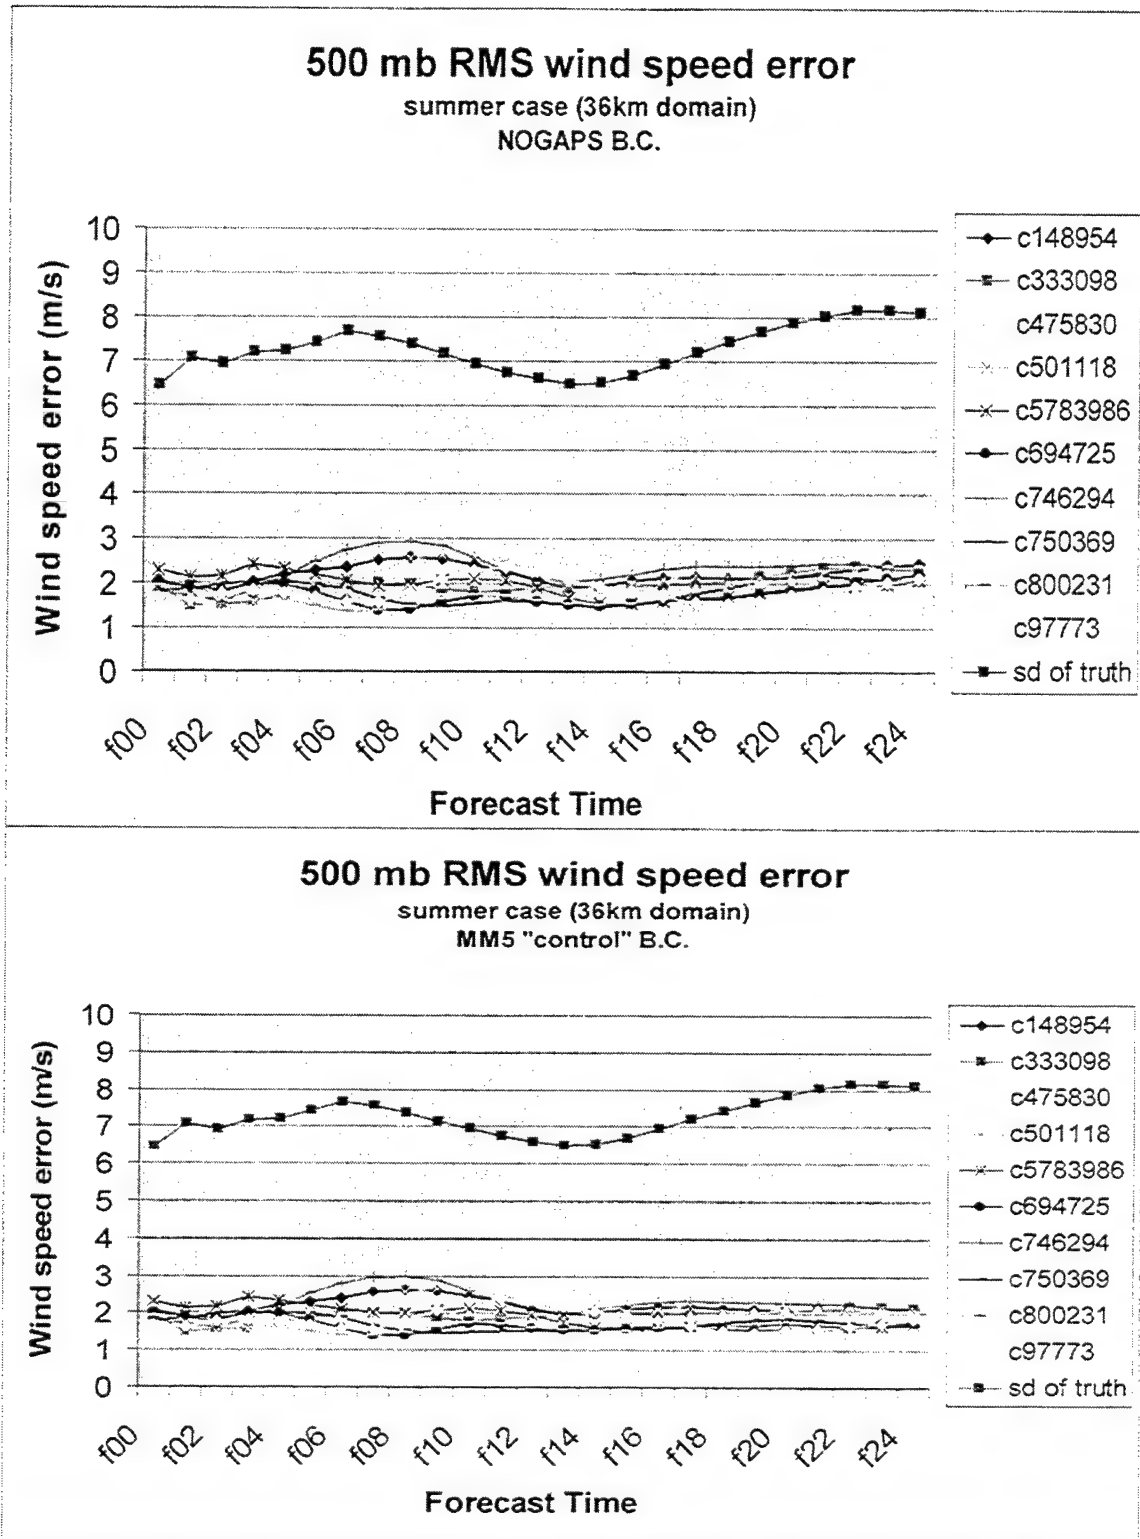 500 mb RMS wind speed error
summer case (36km domain)
NOGAPS B.C.
Wind speed error (m/s)
10
9
8
7
6
5
4
3
2
1
0
f00 f02 f04 f06 f08 f10 f12 f14 f16 f18 f20 f22 f24
Forecast Time
c148954
c333098
c475830
c501118
c5783986
c694725
c746294
c750369
c800231
c97773
sd of truth
500 mb RMS wind speed error
summer case (36km domain)
MM5 "control" B.C.
Wind speed error (m/s)
10
9
8
7
6
5
4
3
2
1
0
f00 f02 f04 f06 f08 f10 f12 f14 f16 f18 f20 f22 f24
Forecast Time
c148954
c333098
c475830
c501118
c5783986
c694725
c746294
c750369
c800231
c97773
sd of truth